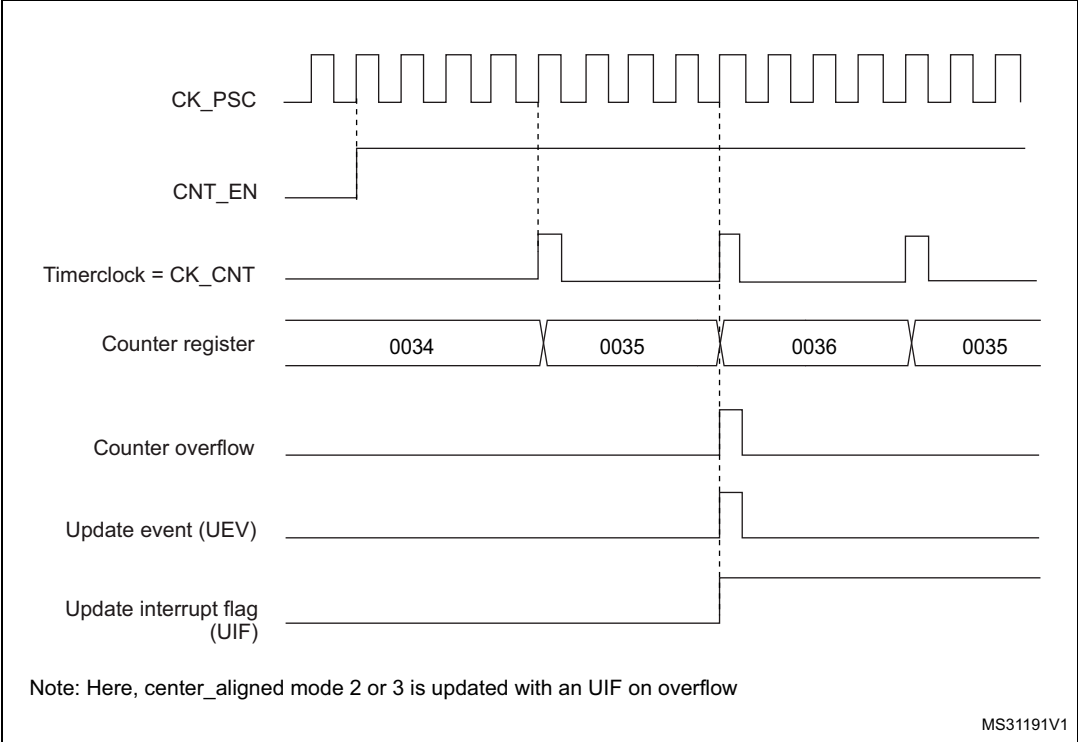 CK_PSC
CNT_EN
Timerclock = CK_CNT
Counter register
0034 0035 0036 0035
Counter overflow
Update event (UEV)
Update interrupt flag
(UIF)
Note: Here, center_aligned mode 2 or 3 is updated with an UIF on overflow
MS31191V1